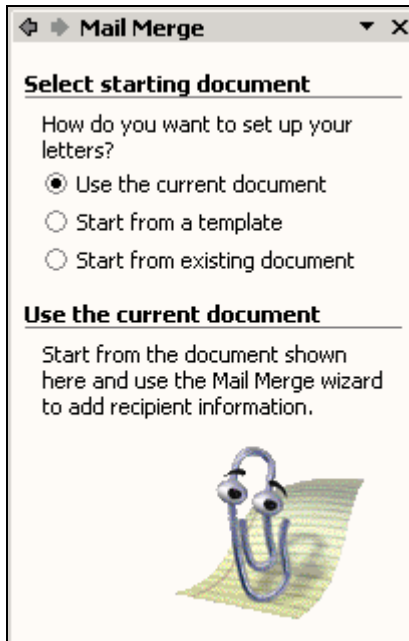 Mail Merge
Select starting document
How do you want to set up your
letters?
Use the current document
Start from a template
Start from existing document
Use the current document
Start from the document shown
here and use the Mail Merge wizard
to add recipient information.